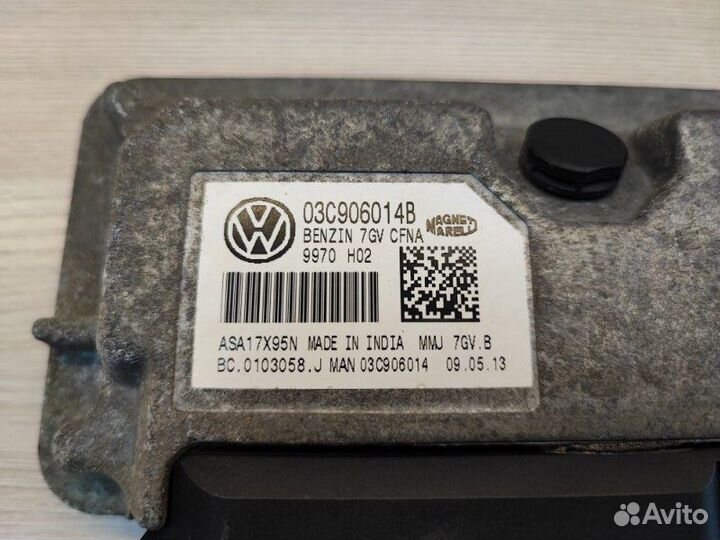 03C906014B
BENZIN 7GV CFNA
MAGNETI MARELLI
9970 H02
ASA17X95N MADE IN INDIA MMJ 7GV.B
BC.0103058.J MAN 03C906014 09.05.13
Avito